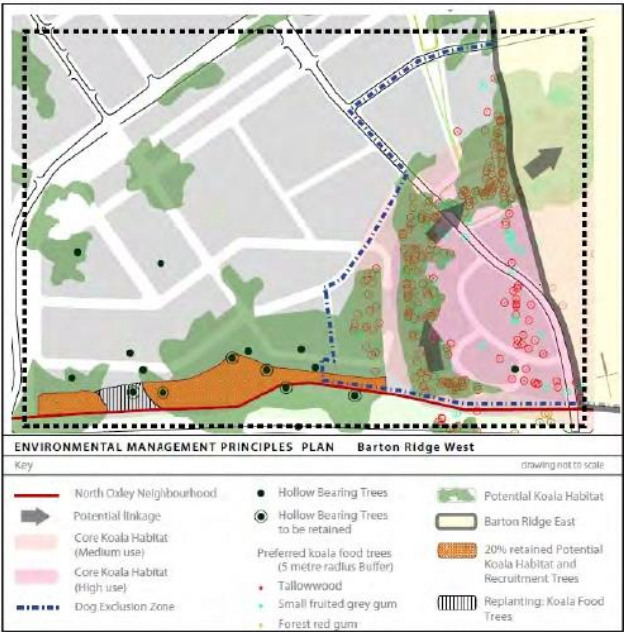 ENVIRONMENTAL MANAGEMENT PRINCIPLES PLAN Barton Ridge West
Key drawing not to scale
North Oxley Neighbourhood
Potential linkage
Core Koala Habitat
(Medium use)
Core Koala Habitat
(High use)
Dog Exclusion Zone
Hollow Bearing Trees
Hollow Bearing Trees
to be retained
Preferred koala food trees
(5 metre radius Buffer)
Tallowwood
Small fruited grey gum
Forest red gum
Potential Koala Habitat
Barton Ridge East
20% retained Potential
Koala Habitat and
Recruitment Trees
Replanting: Koala Food
Trees